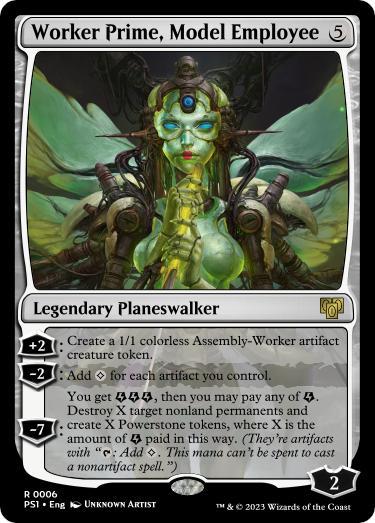 Worker Prime, Model Employee 5
Legendary Planeswalker
+2: Create a 1/1 colorless Assembly-Worker artifact
creature token.
-2: Add for each artifact you control.
You get , then you may pay any of .
Destroy X target nonland permanents and
-7: create X Powerstone tokens, where X is the
amount of paid in this way. (They're artifacts
with “: Add . This mana can't be spent to
cast a nonartifact spell.”)
2
R 0006
PS1 • Eng Unknown Artist
™ & © 2023 Wizards of the Coast